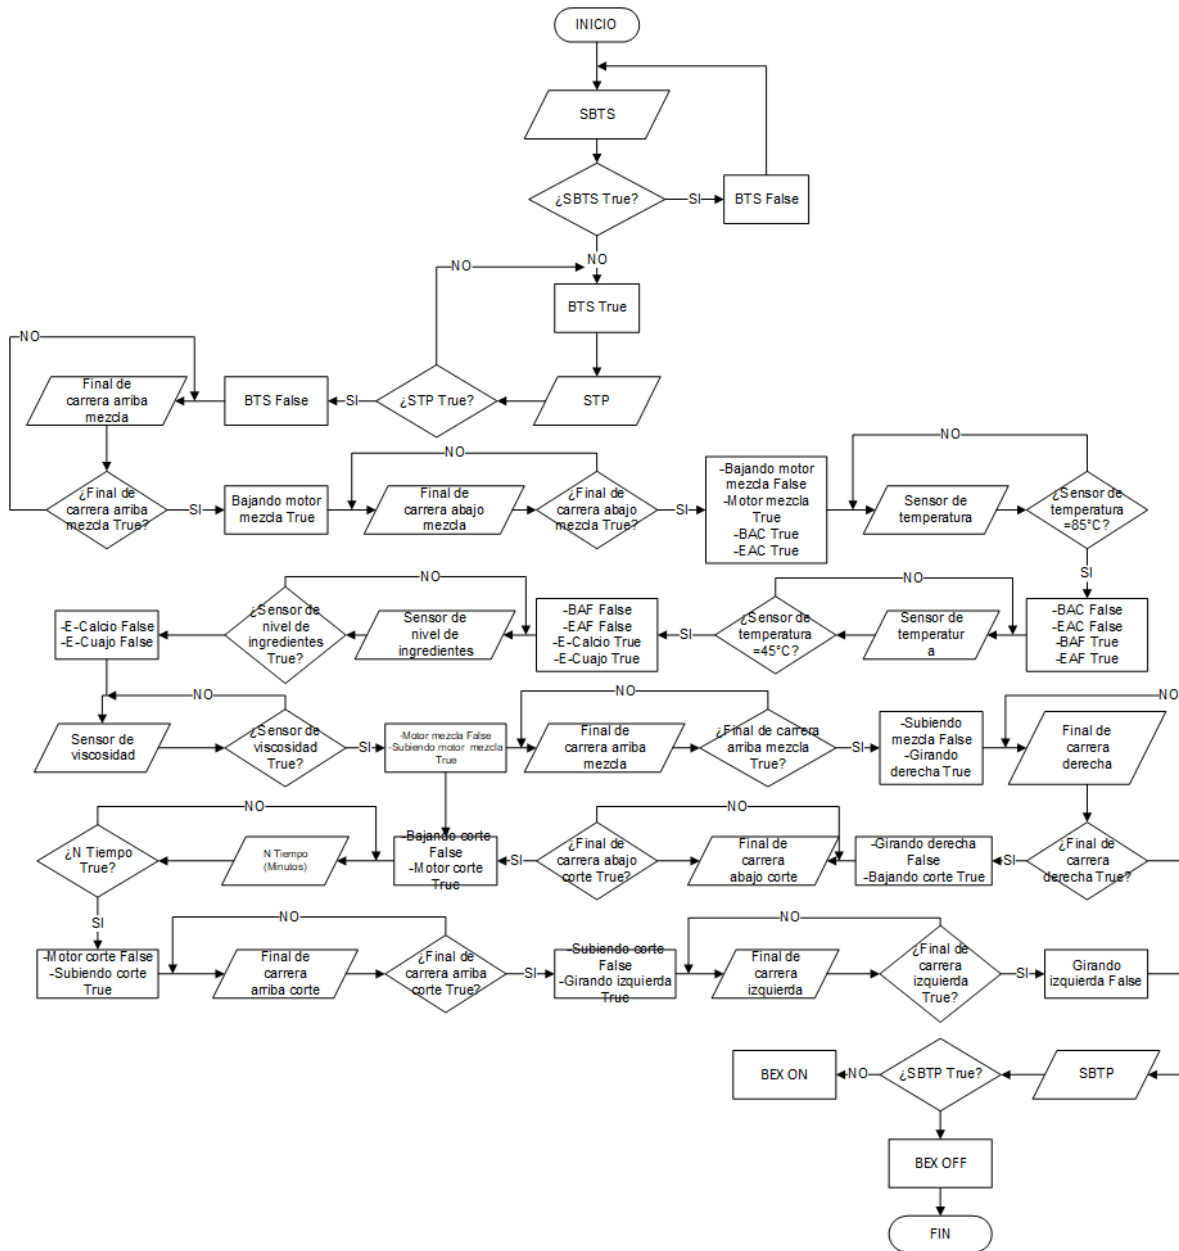 INICIO
SBTS
¿SBTS True?
SI
BTS False
NO
NO
BTS True
NO
Final de
carrera arriba
mezcla
BTS False
SI
¿STP True?
STP
¿Final de
carrera arriba
mezcla True?
SI
Bajando motor
mezcla True
NO
Final de
carrera abajo
mezcla
¿Final de
carrera abajo
mezcla True?
SI
-Bajando motor
mezcla False
-Motor mezcla
True
-BAC True
-EAC True
NO
Sensor de
temperatura
¿Sensor de
temperatura
=85°C?
SI
-BAC False
-EAC False
-BAF True
-EAF True
NO
Sensor de
temperatur
a
¿Sensor de
temperatura
=45°C?
SI
-BAF False
-EAF False
-E-Calcio True
-E-Cuajo True
NO
Sensor de
nivel de
ingredientes
¿Sensor de
nivel de
ingredientes
True?
-E-Calcio False
-E-Cuajo False
NO
Sensor de
viscosidad
¿Sensor de
viscosidad
True?
SI
-Motor mezcla False
-Subiendo motor mezcla
True
NO
Final de
carrera arriba
mezcla
¿Final de carrera
arriba mezcla
True?
SI
-Subiendo
mezcla False
-Girando
derecha True
NO
Final de
carrera
derecha
¿Final de
carrera
derecha True?
SI
-Girando derecha
False
-Bajando corte True
NO
Final de
carrera
abajo corte
¿Final de
carrera abajo
corte True?
SI
-Bajando corte
False
-Motor corte
True
NO
N Tiempo
(Minutos)
¿N Tiempo
True?
SI
-Motor corte False
-Subiendo corte
True
NO
Final de
carrera
arriba corte
¿Final de
carrera arriba
corte True?
SI
-Subiendo corte
False
-Girando izquierda
True
NO
Final de
carrera
izquierda
¿Final de
carrera
izquierda
True?
SI
Girando
izquierda False
SBTP
¿SBTP True?
NO
BEX ON
BEX OFF
FIN